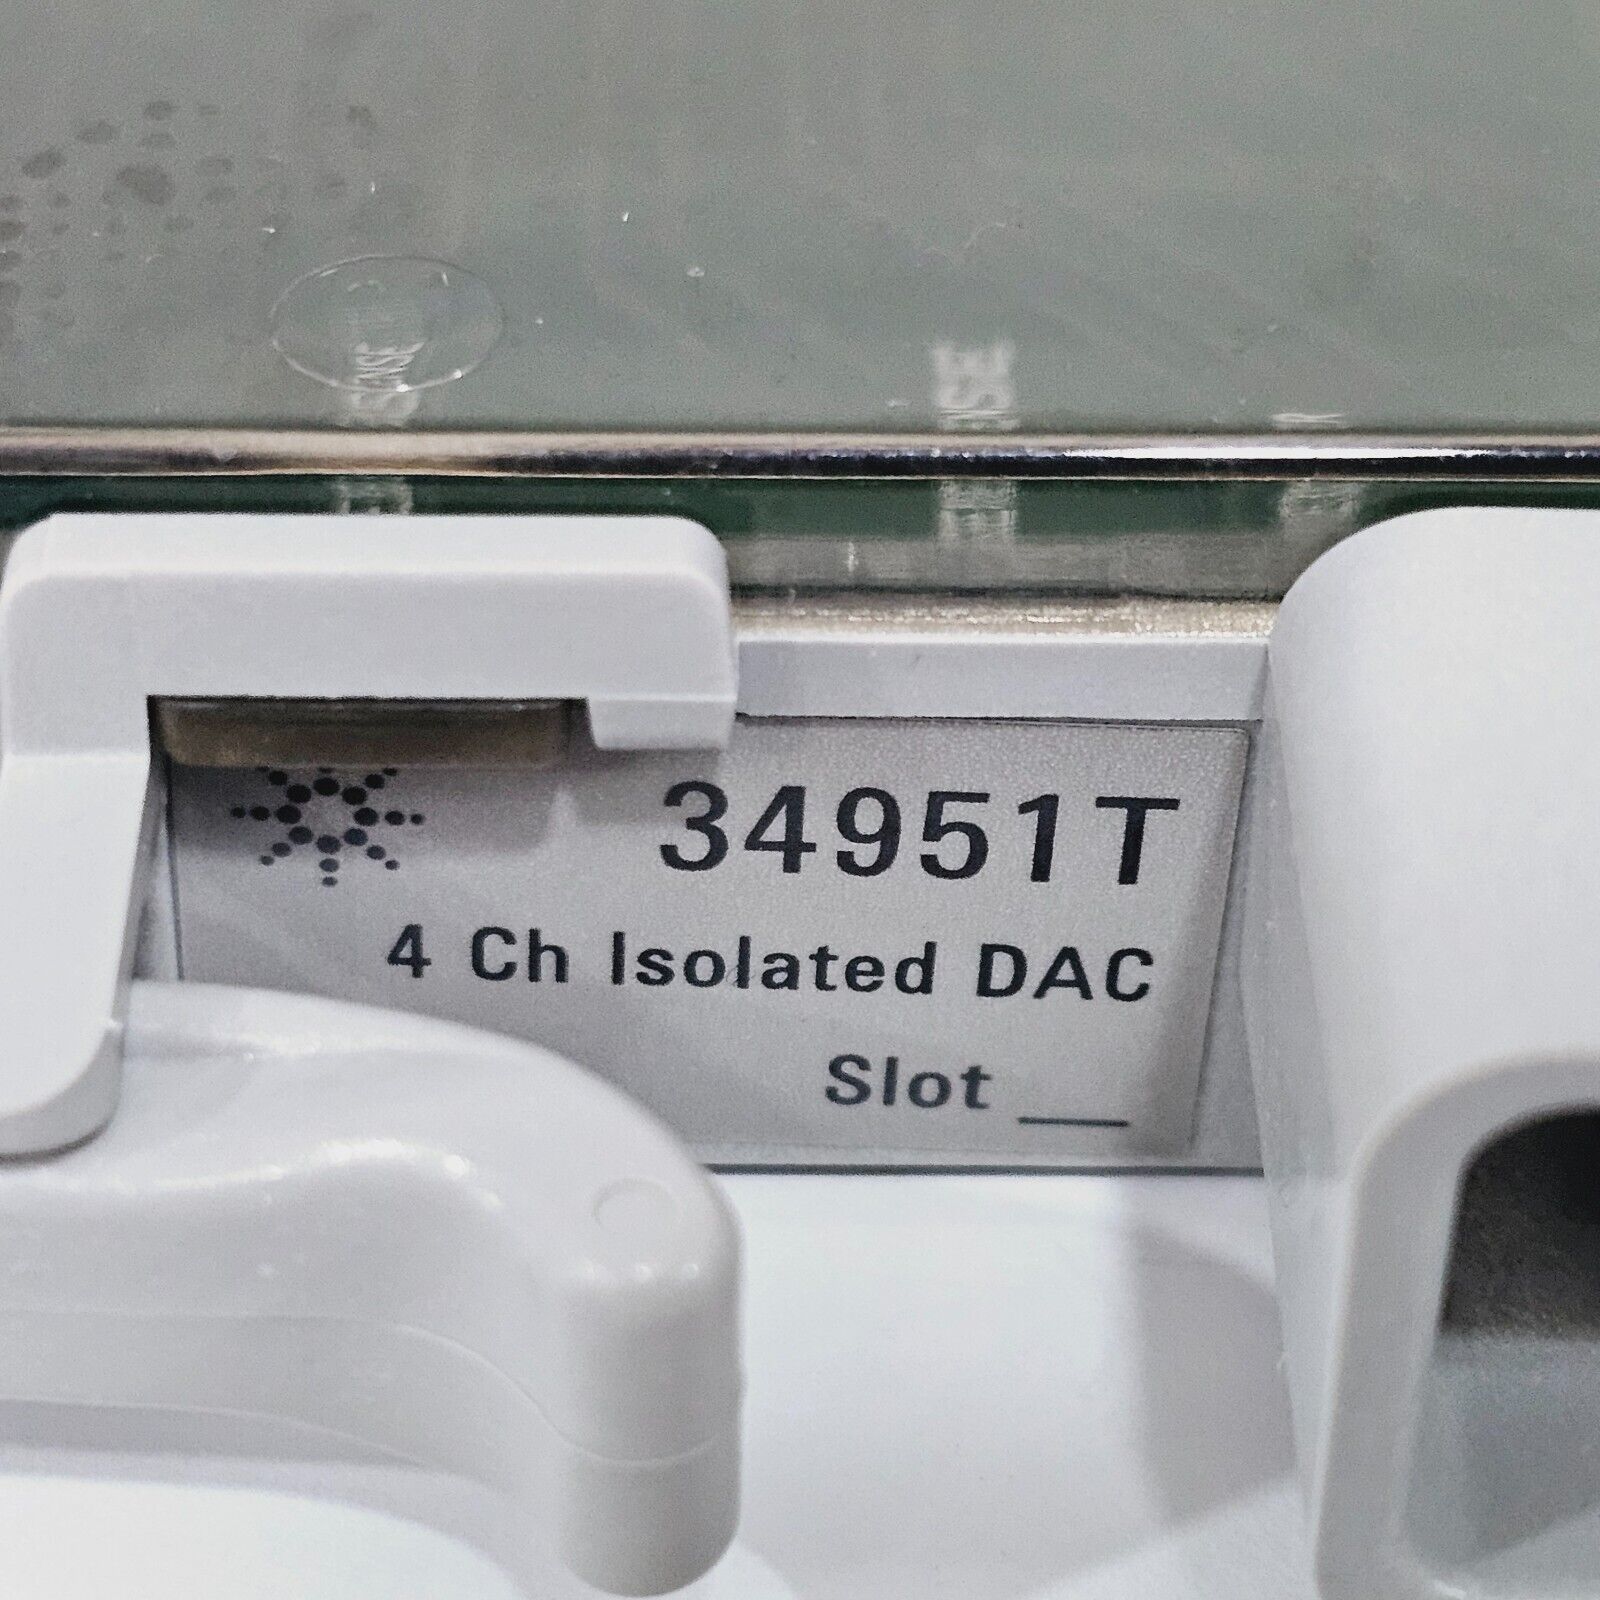 34951T
4 Ch Isolated DAC
Slot ___